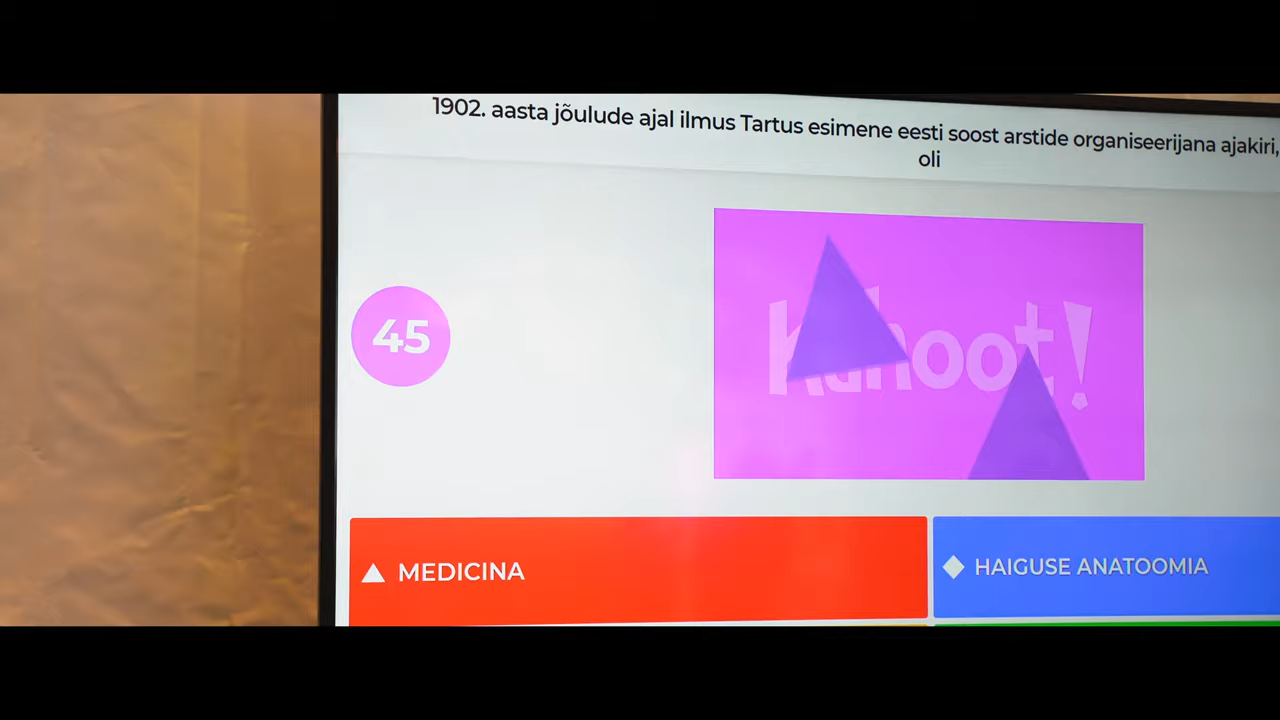 1902. aasta jõulude ajal ilmus Tartus esimene eesti soost arstide organiseerijana ajakiri,
oli
45
kahoot!
MEDICINA
HAIGUSE ANATOOMIA